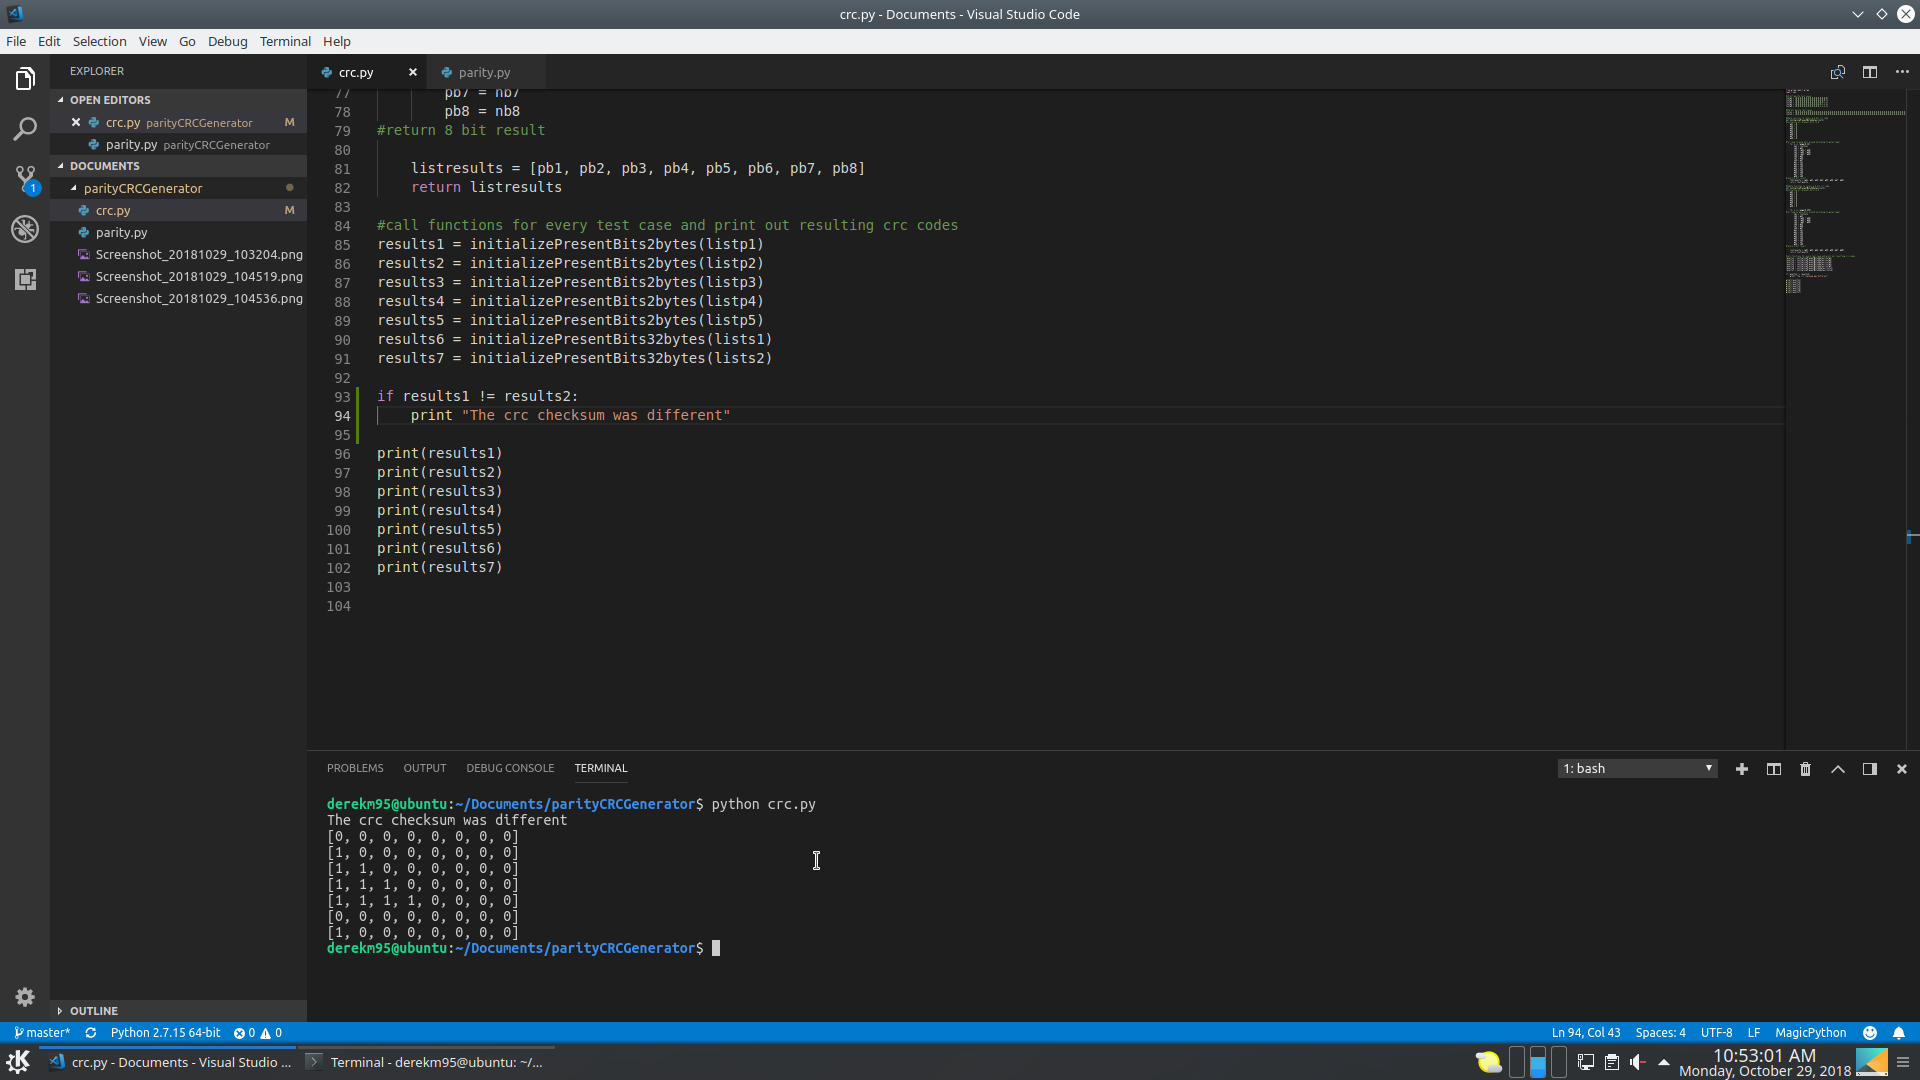 crc.py - Documents - Visual Studio Code
File Edit Selection View Go Debug Terminal Help
EXPLORER
OPEN EDITORS
crc.py parityCRCGenerator M
parity.py parityCRCGenerator
DOCUMENTS
parityCRCGenerator
crc.py M
parity.py
Screenshot_20181029_103204.png
Screenshot_20181029_104519.png
Screenshot_20181029_104536.png
OUTLINE
1
crc.py parity.py
77 pb7 = nb7
78 pb8 = nb8
79 #return 8 bit result
80
81 listresults = [pb1, pb2, pb3, pb4, pb5, pb6, pb7, pb8]
82 return listresults
83
84 #call functions for every test case and print out resulting crc codes
85 results1 = initializePresentBits2bytes(listp1)
86 results2 = initializePresentBits2bytes(listp2)
87 results3 = initializePresentBits2bytes(listp3)
88 results4 = initializePresentBits2bytes(listp4)
89 results5 = initializePresentBits2bytes(listp5)
90 results6 = initializePresentBits32bytes(lists1)
91 results7 = initializePresentBits32bytes(lists2)
92
93 if results1 != results2:
94 print "The crc checksum was different"
95
96 print(results1)
97 print(results2)
98 print(results3)
99 print(results4)
100 print(results5)
101 print(results6)
102 print(results7)
103
104
PROBLEMS OUTPUT DEBUG CONSOLE TERMINAL 1: bash
derekm95@ubuntu:~/Documents/parityCRCGenerator$ python crc.py
The crc checksum was different
[0, 0, 0, 0, 0, 0, 0, 0]
[1, 0, 0, 0, 0, 0, 0, 0]
[1, 1, 0, 0, 0, 0, 0, 0]
[1, 1, 1, 0, 0, 0, 0, 0]
[1, 1, 1, 1, 0, 0, 0, 0]
[0, 0, 0, 0, 0, 0, 0, 0]
[1, 0, 0, 0, 0, 0, 0, 0]
derekm95@ubuntu:~/Documents/parityCRCGenerator$
master* Python 2.7.15 64-bit 0 0 Ln 94, Col 43 Spaces: 4 UTF-8 LF MagicPython
crc.py - Documents - Visual Studio ... Terminal - derekm95@ubuntu: ~/... 10:53:01 AM
Monday, October 29, 2018